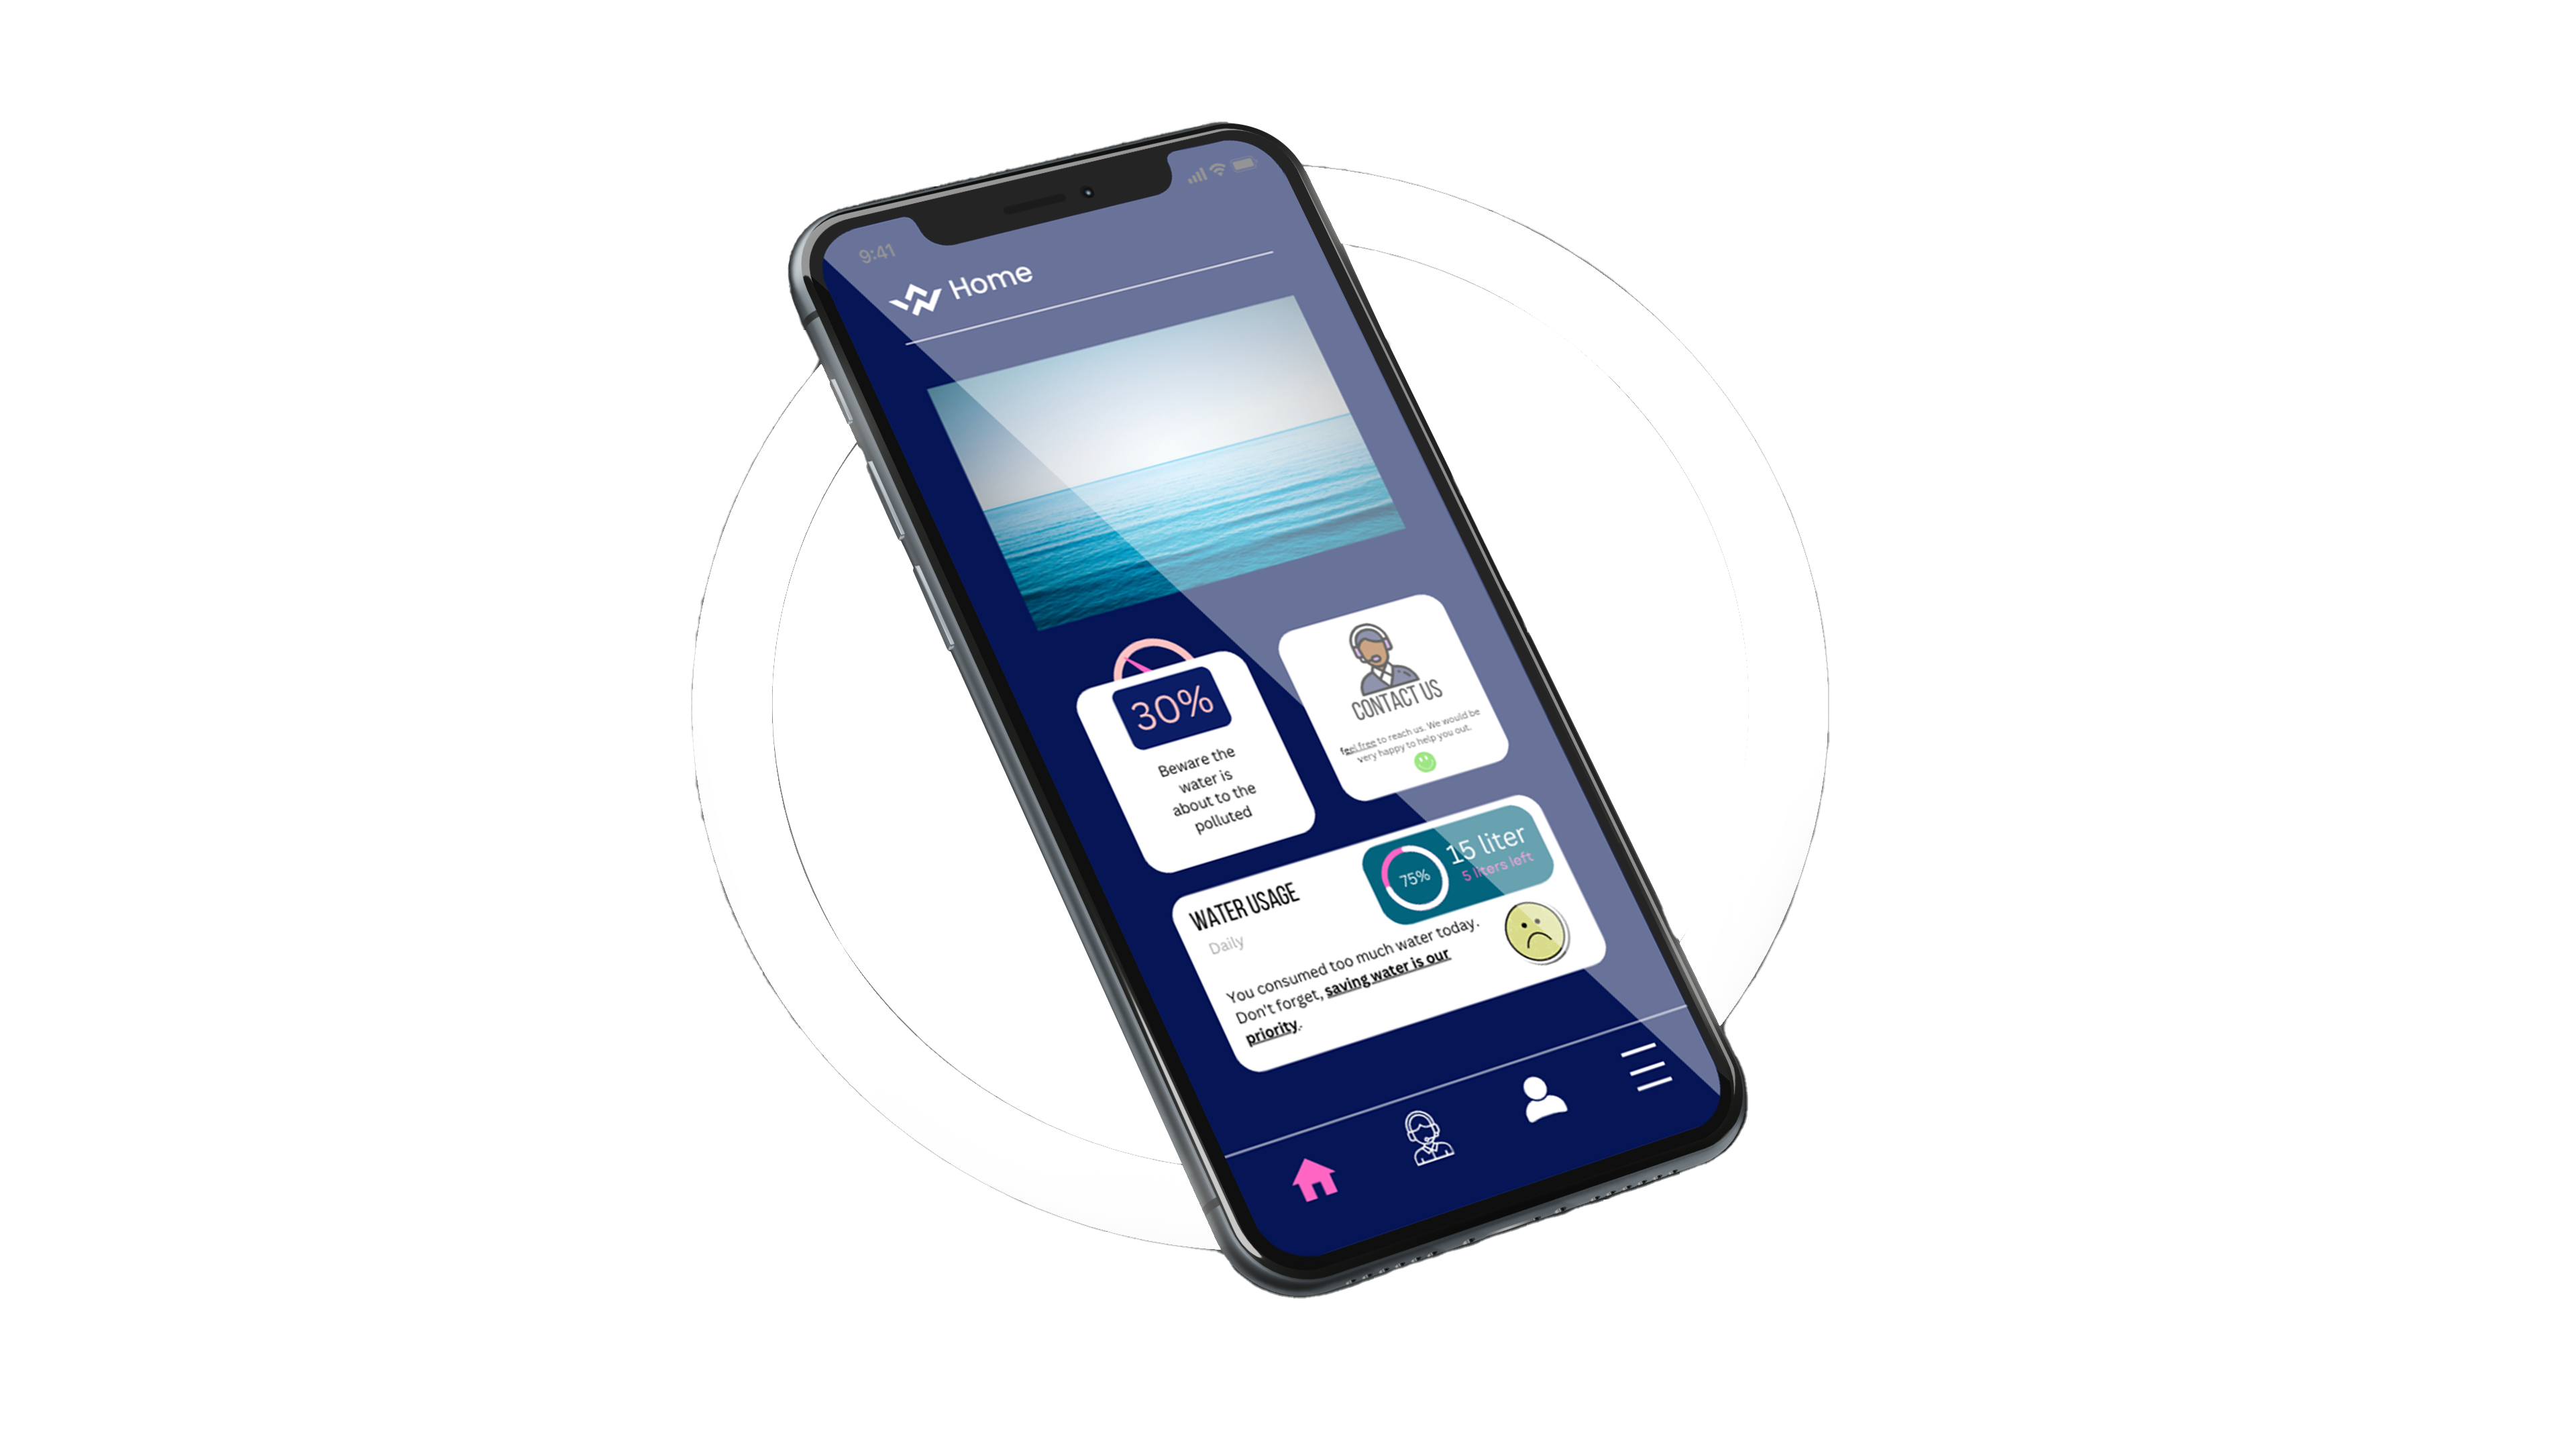 9:41
Home
30%
Beware the
water is
about to the
polluted
CONTACT US
feel free to reach us. We would be
very happy to help you out.
WATER USAGE
Daily
75%
15 liter
5 liters left
You consumed too much water today.
Don't forget, saving water is our
priority.